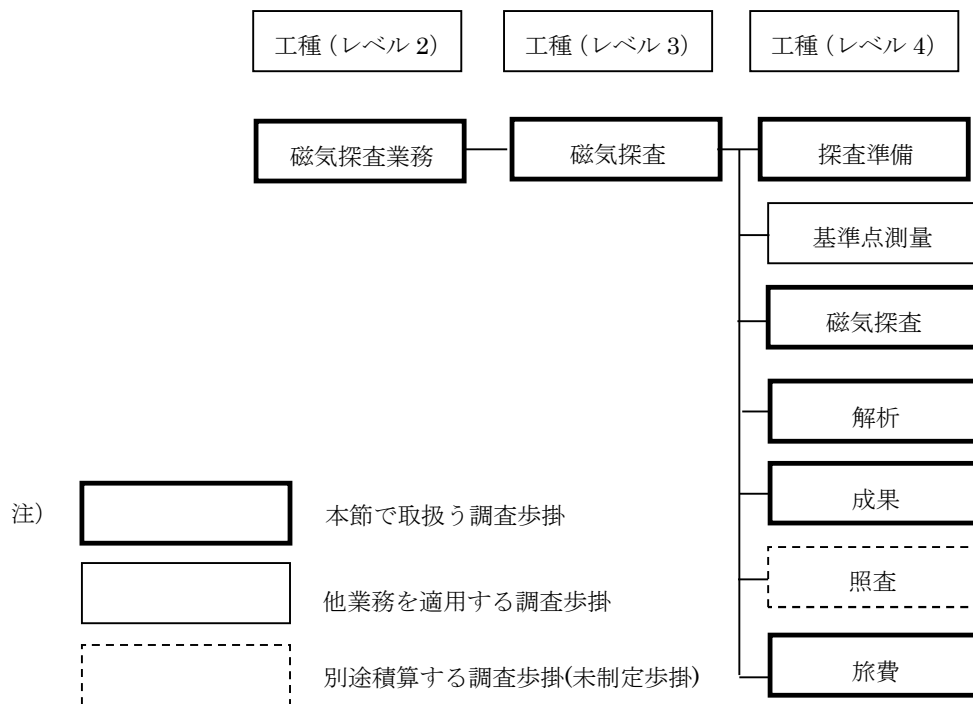 工種（レベル 2） 工種（レベル 3） 工種（レベル 4）
磁気探査業務 磁気探査 探査準備
基準点測量
磁気探査
解析
成果
注） 本節で取扱う調査歩掛
照査
他業務を適用する調査歩掛
旅費
別途積算する調査歩掛(未制定歩掛)